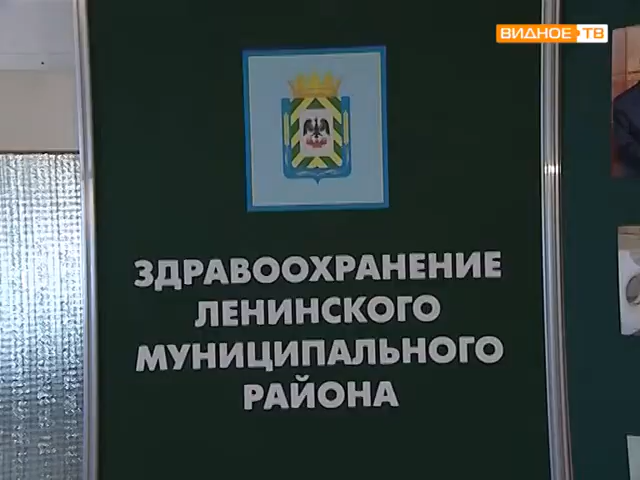 ВИДНОЕ ТВ
ЗДРАВООХРАНЕНИЕ
ЛЕНИНСКОГО
МУНИЦИПАЛЬНОГО
РАЙОНА